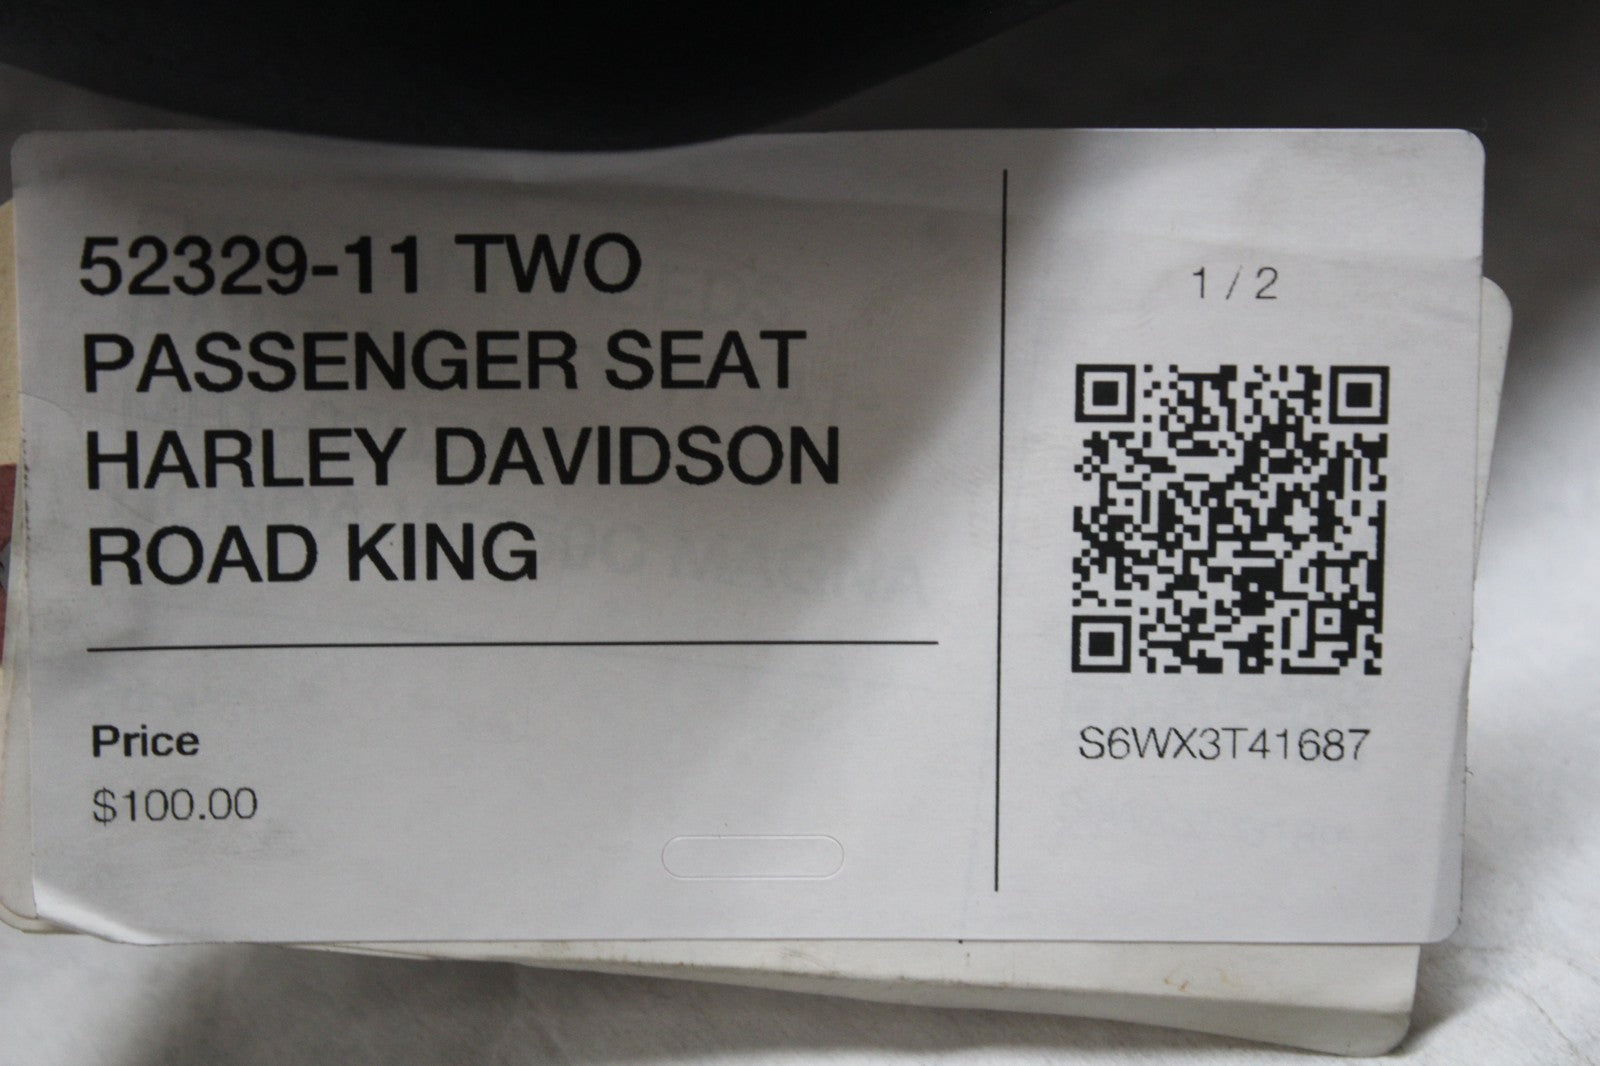 52329-11 TWO
PASSENGER SEAT
HARLEY DAVIDSON
ROAD KING
Price
$100.00
1 / 2
S6WX3T41687